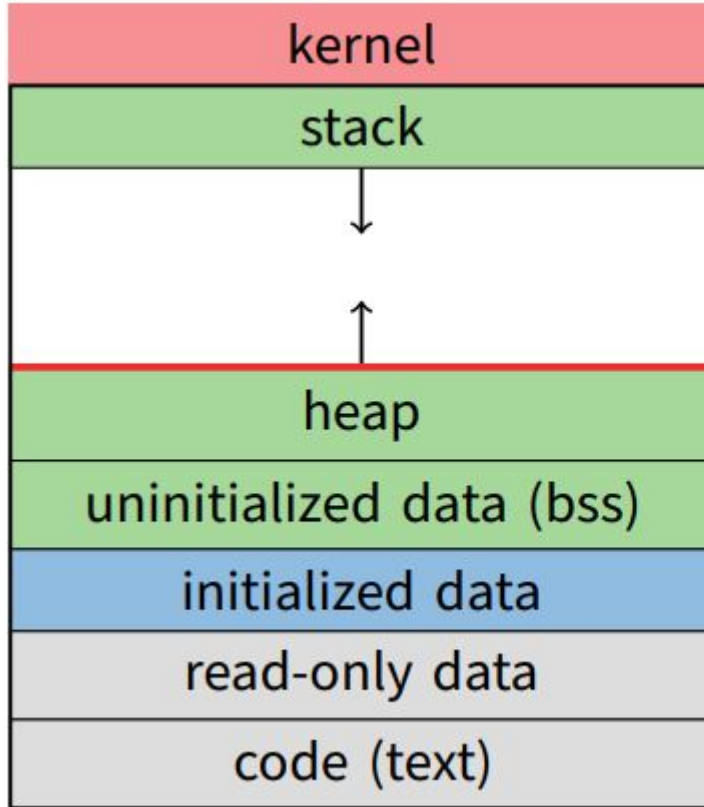 kernel
stack
heap
uninitialized data (bss)
initialized data
read-only data
code (text)